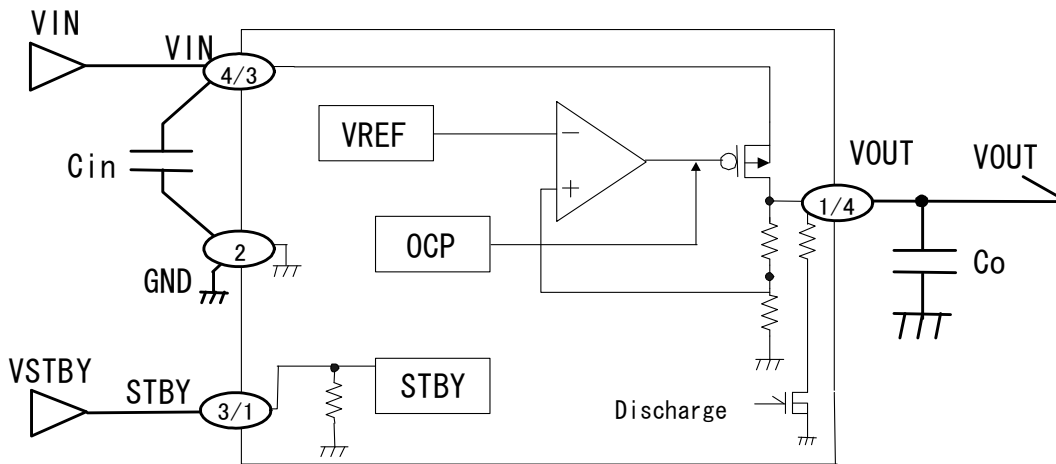 VIN
VIN
4/3
VREF
−
+
VOUT
VOUT
Cin
1/4
OCP
2
GND
Co
VSTBY
STBY
3/1
STBY
Discharge